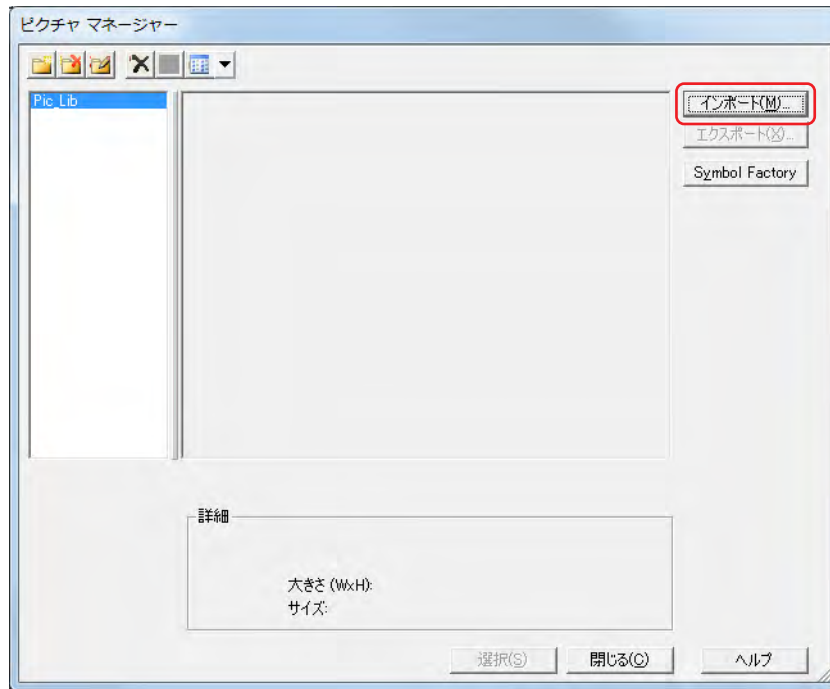 ピクチャ マネージャー
Pic_Lib
インポート(M)...
エクスポート(X)...
Symbol Factory
詳細
大きさ (WxH):
サイズ:
選択(S)
閉じる(C)
ヘルプ